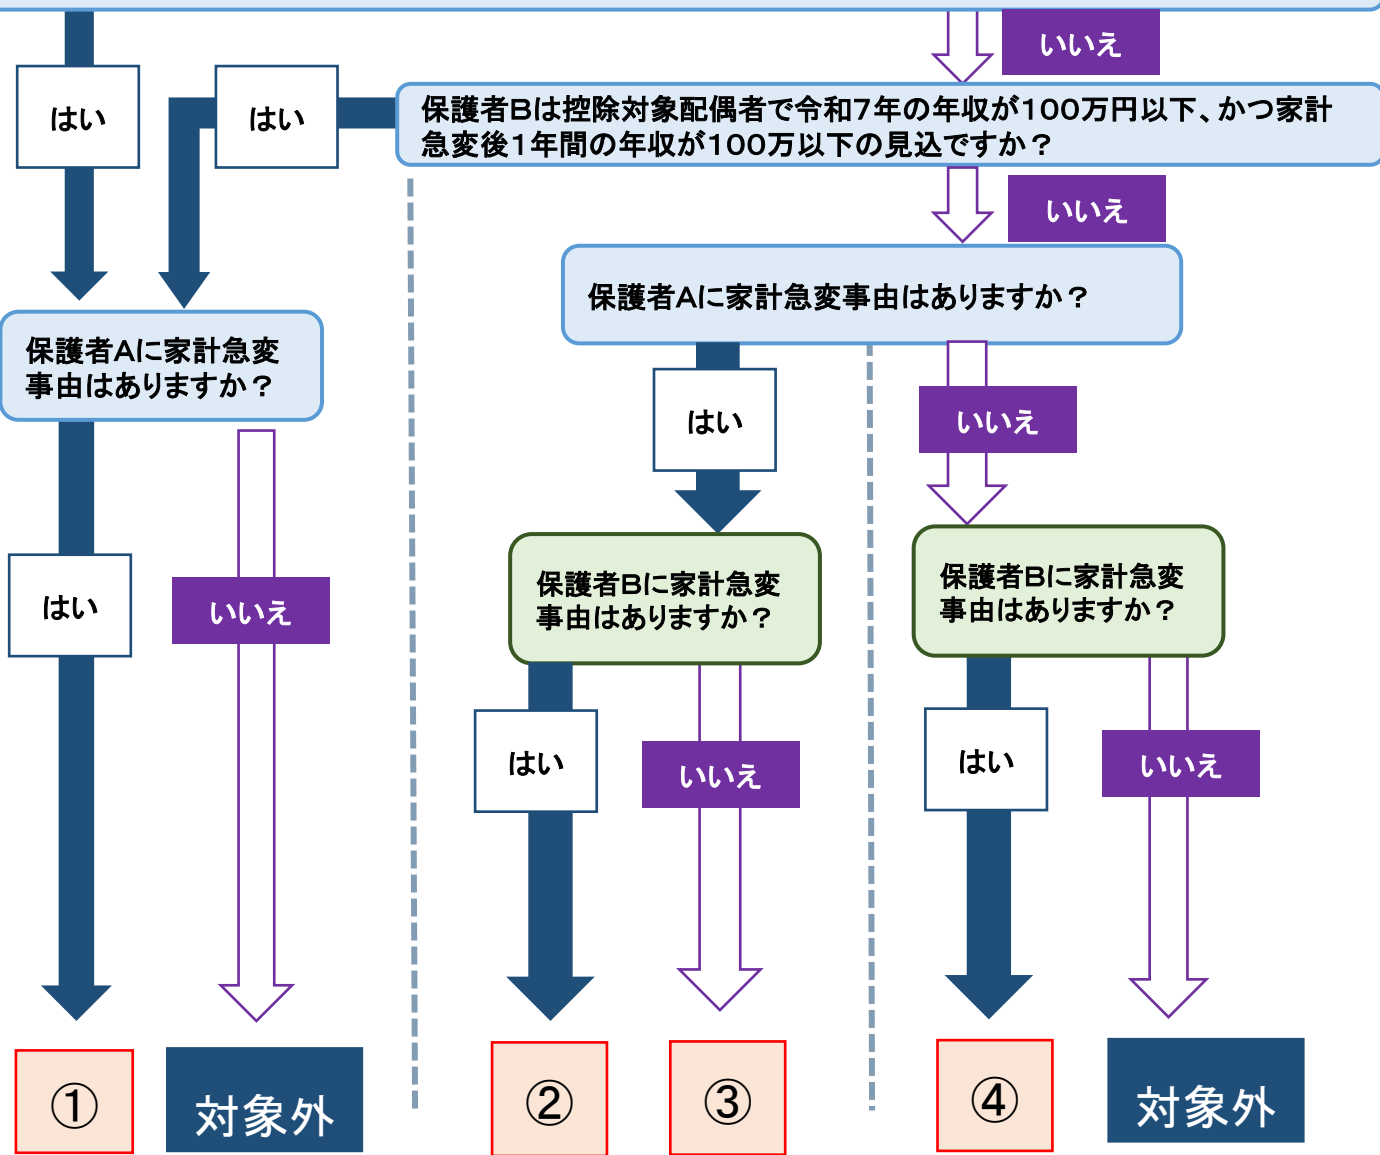 いいえ
はい
はい
保護者Bは控除対象配偶者で令和7年の年収が100万円以下、かつ家計
急変後1年間の年収が100万以下の見込ですか？
いいえ
保護者Aに家計急変事由はありますか？
保護者Aに家計急変
事由はありますか？
はい
いいえ
保護者Bに家計急変
事由はありますか？
保護者Bに家計急変
事由はありますか？
はい
いいえ
はい
いいえ
はい
いいえ
①
対象外
②
③
④
対象外